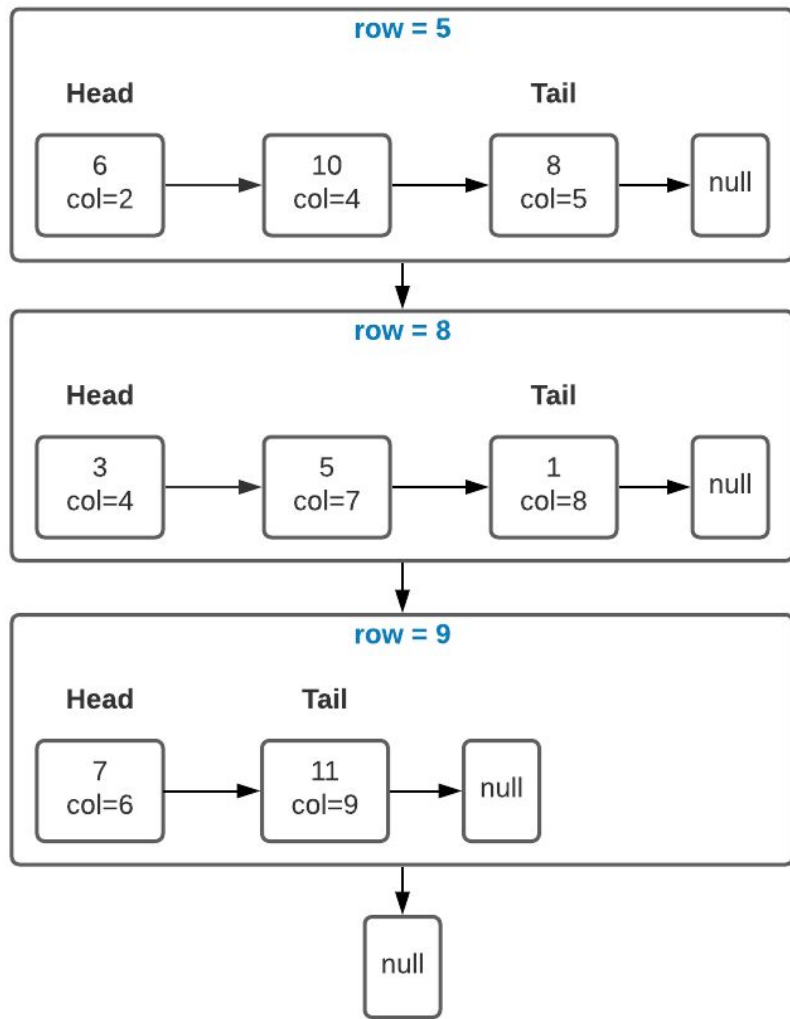 row = 5
Head Tail
6 10 8 null
col=2 col=4 col=5
row = 8
Head Tail
3 5 1 null
col=4 col=7 col=8
row = 9
Head Tail
7 11 null
col=6 col=9
null